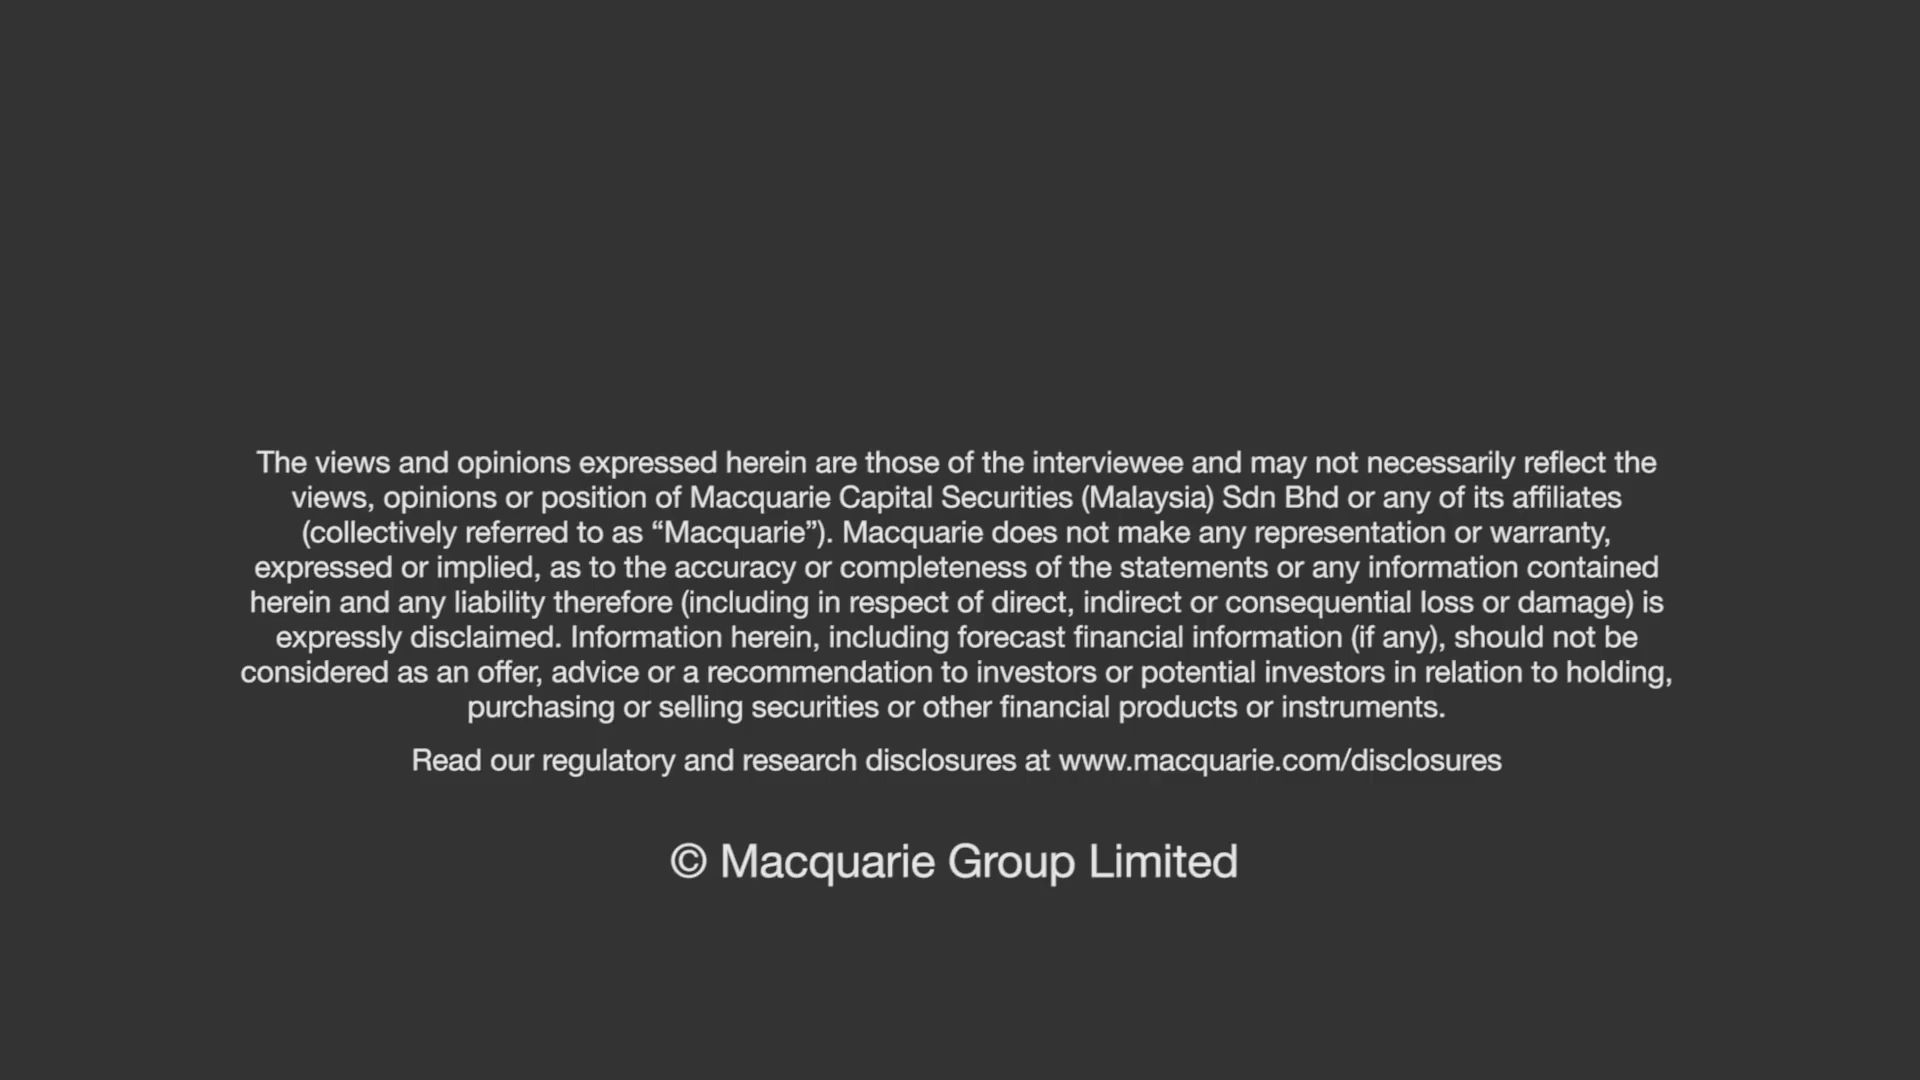 The views and opinions expressed herein are those of the interviewee and may not necessarily reflect the
views, opinions or position of Macquarie Capital Securities (Malaysia) Sdn Bhd or any of its affiliates
(collectively referred to as “Macquarie”). Macquarie does not make any representation or warranty,
expressed or implied, as to the accuracy or completeness of the statements or any information contained
herein and any liability therefore (including in respect of direct, indirect or consequential loss or damage) is
expressly disclaimed. Information herein, including forecast financial information (if any), should not be
considered as an offer, advice or a recommendation to investors or potential investors in relation to holding,
purchasing or selling securities or other financial products or instruments.
Read our regulatory and research disclosures at www.macquarie.com/disclosures
© Macquarie Group Limited